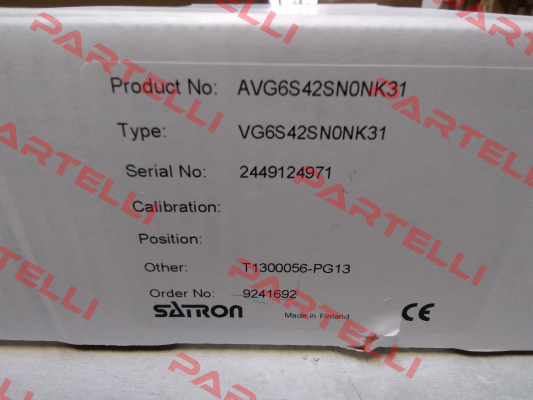 Product No: AVG6S42SN0NK31
Type: VG6S42SN0NK31
Serial No: 2449124971
Calibration:
Position:
Other: T1300056-PG13
Order No: 9241692
SATRON Made in Finland CE
PARTELLI
PARTELLI
PARTELLI
PARTELLI
PARTELLI